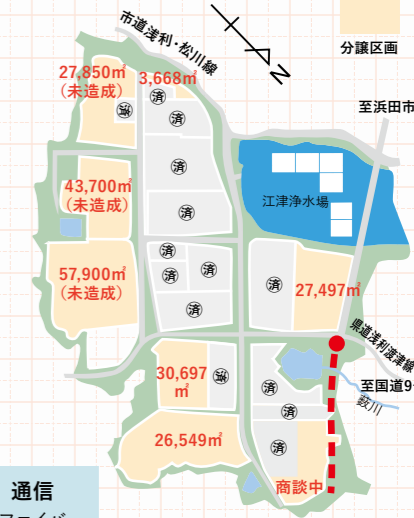 市道浅利・松川線
N
分譲区画
27,850㎡
(未造成)
3,668㎡
済
済
済
至浜田市
済
43,700㎡
(未造成)
江津浄水場
済
57,900㎡
(未造成)
済
済
済
済
済
27,497㎡
県道浅利渡津線
30,697
㎡
済
済
至国道9
藪川
済
26,549㎡
済
商談中
通信